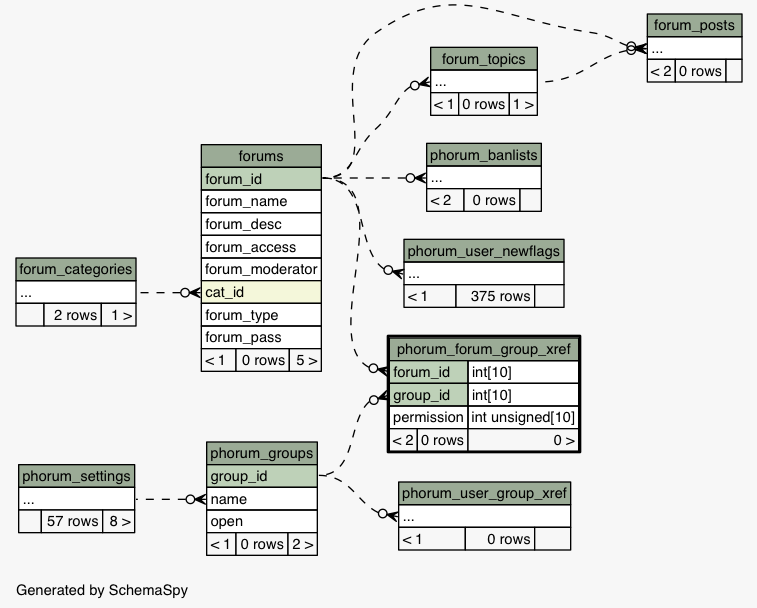 forum_posts
...
< 2 0 rows
forum_topics
...
< 1 0 rows 1 >
phorum_banlists
...
< 2 0 rows
forums
forum_id
forum_name
forum_desc
forum_access
forum_moderator
cat_id
forum_type
forum_pass
< 1 0 rows 5 >
forum_categories
...
2 rows 1 >
phorum_user_newflags
...
< 1 375 rows
phorum_forum_group_xref
forum_id int[10]
group_id int[10]
permission int unsigned[10]
< 2 0 rows 0 >
phorum_groups
group_id
name
open
< 1 0 rows 2 >
phorum_settings
...
57 rows 8 >
phorum_user_group_xref
...
< 1 0 rows
Generated by SchemaSpy